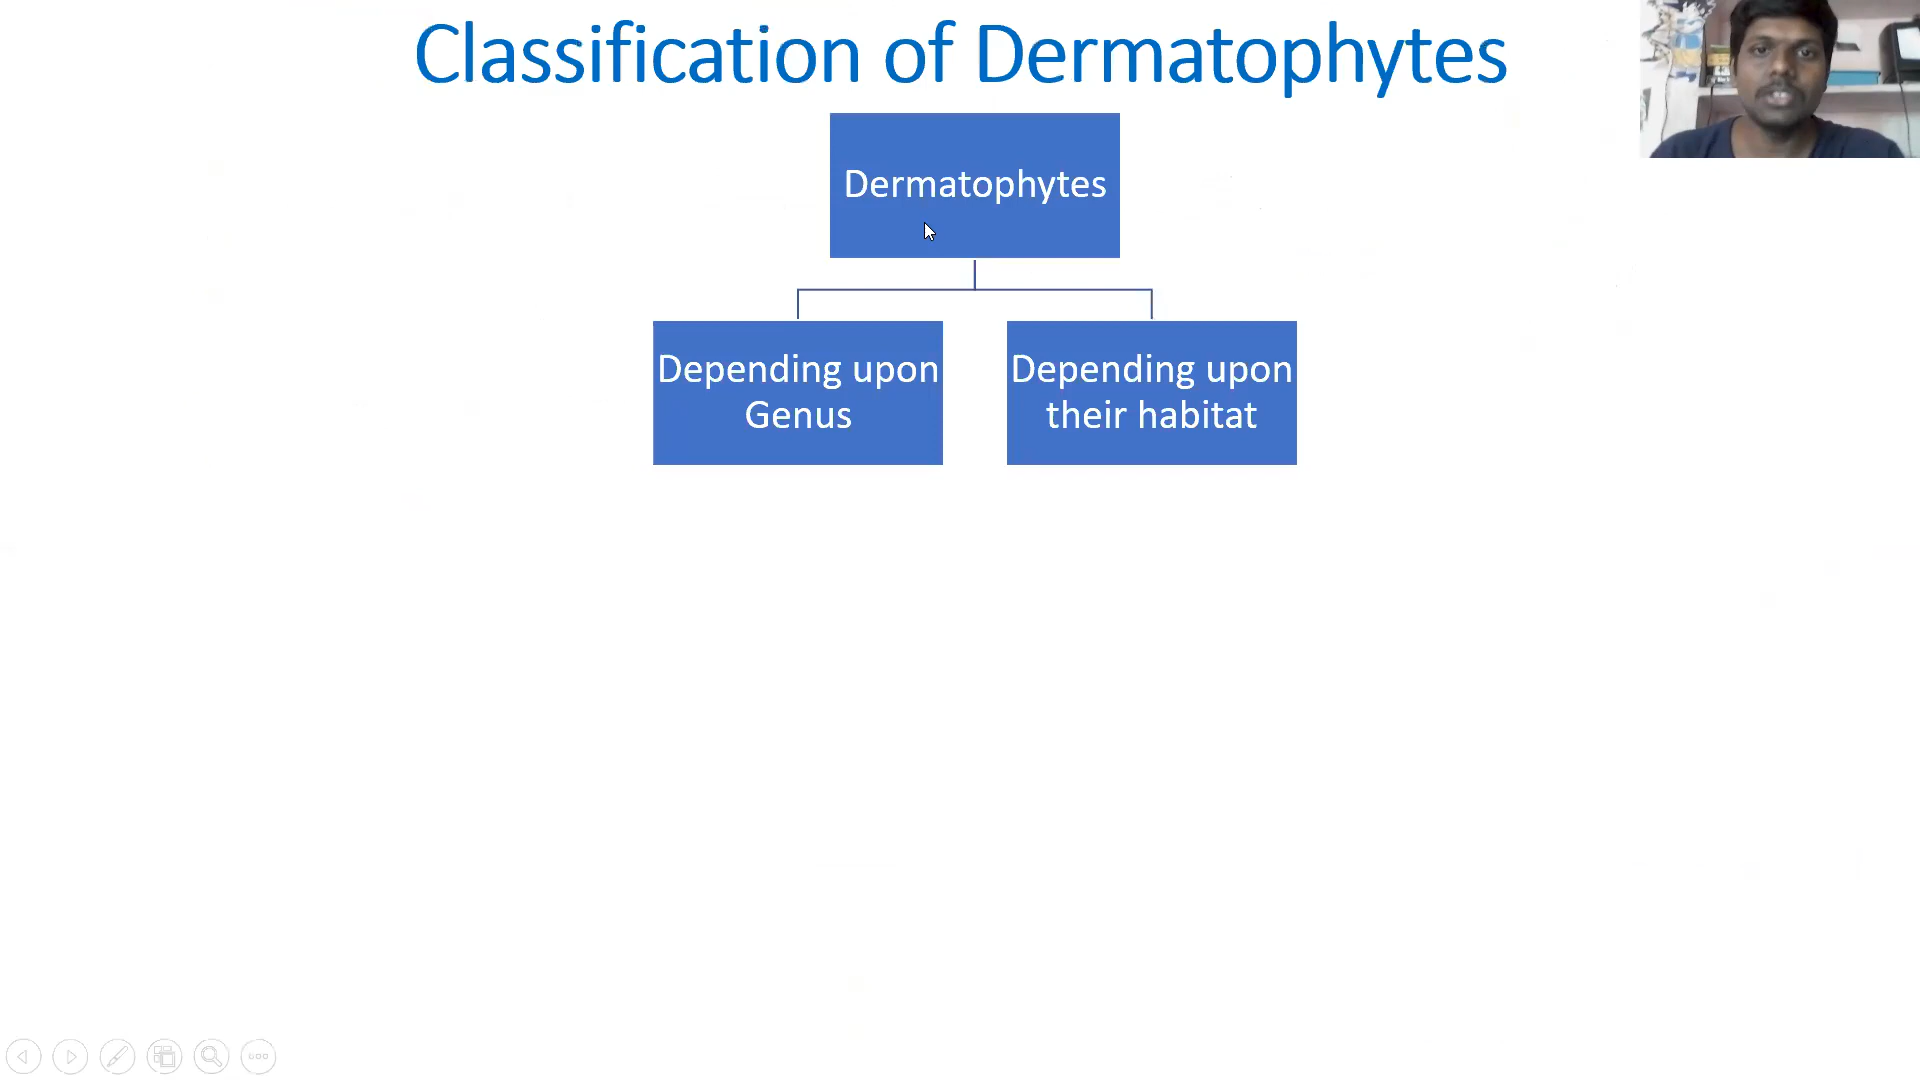 Classification of Dermatophytes
Dermatophytes
Depending upon
Genus
Depending upon
their habitat